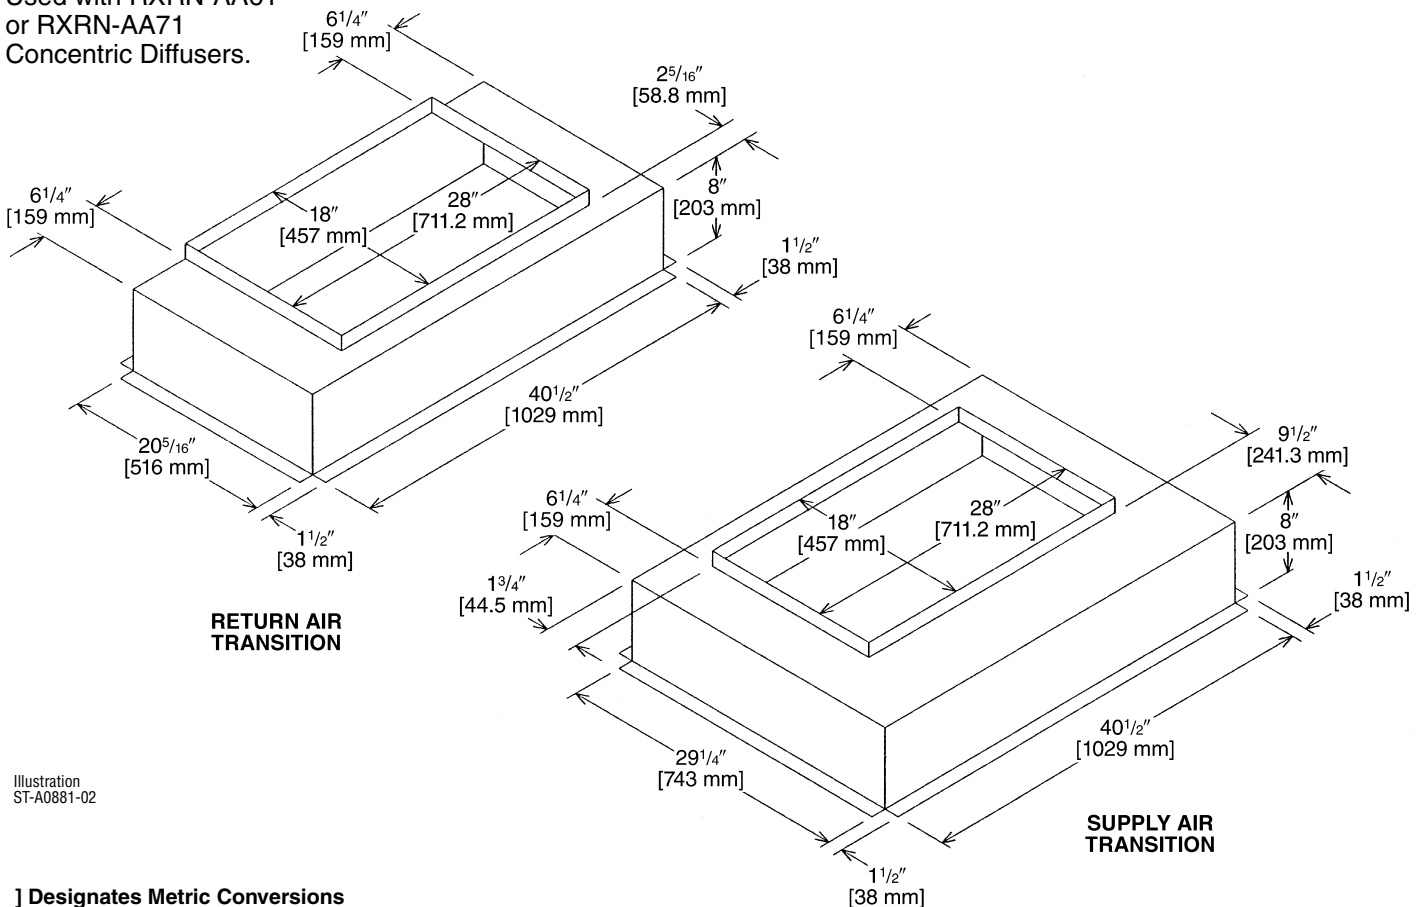 or RXRN-AA71
Concentric Diffusers.
6 1/4″
[159 mm]
2 5/16″
[58.8 mm]
6 1/4″
[159 mm]
18″
[457 mm]
28″
[711.2 mm]
8″
[203 mm]
1 1/2″
[38 mm]
40 1/2″
[1029 mm]
20 5/16″
[516 mm]
1 1/2″
[38 mm]
RETURN AIR
TRANSITION
6 1/4″
[159 mm]
9 1/2″
[241.3 mm]
6 1/4″
[159 mm]
18″
[457 mm]
28″
[711.2 mm]
8″
[203 mm]
1 3/4″
[44.5 mm]
1 1/2″
[38 mm]
40 1/2″
[1029 mm]
29 1/4″
[743 mm]
1 1/2″
[38 mm]
SUPPLY AIR
TRANSITION
Illustration
ST-A0881-02
] Designates Metric Conversions